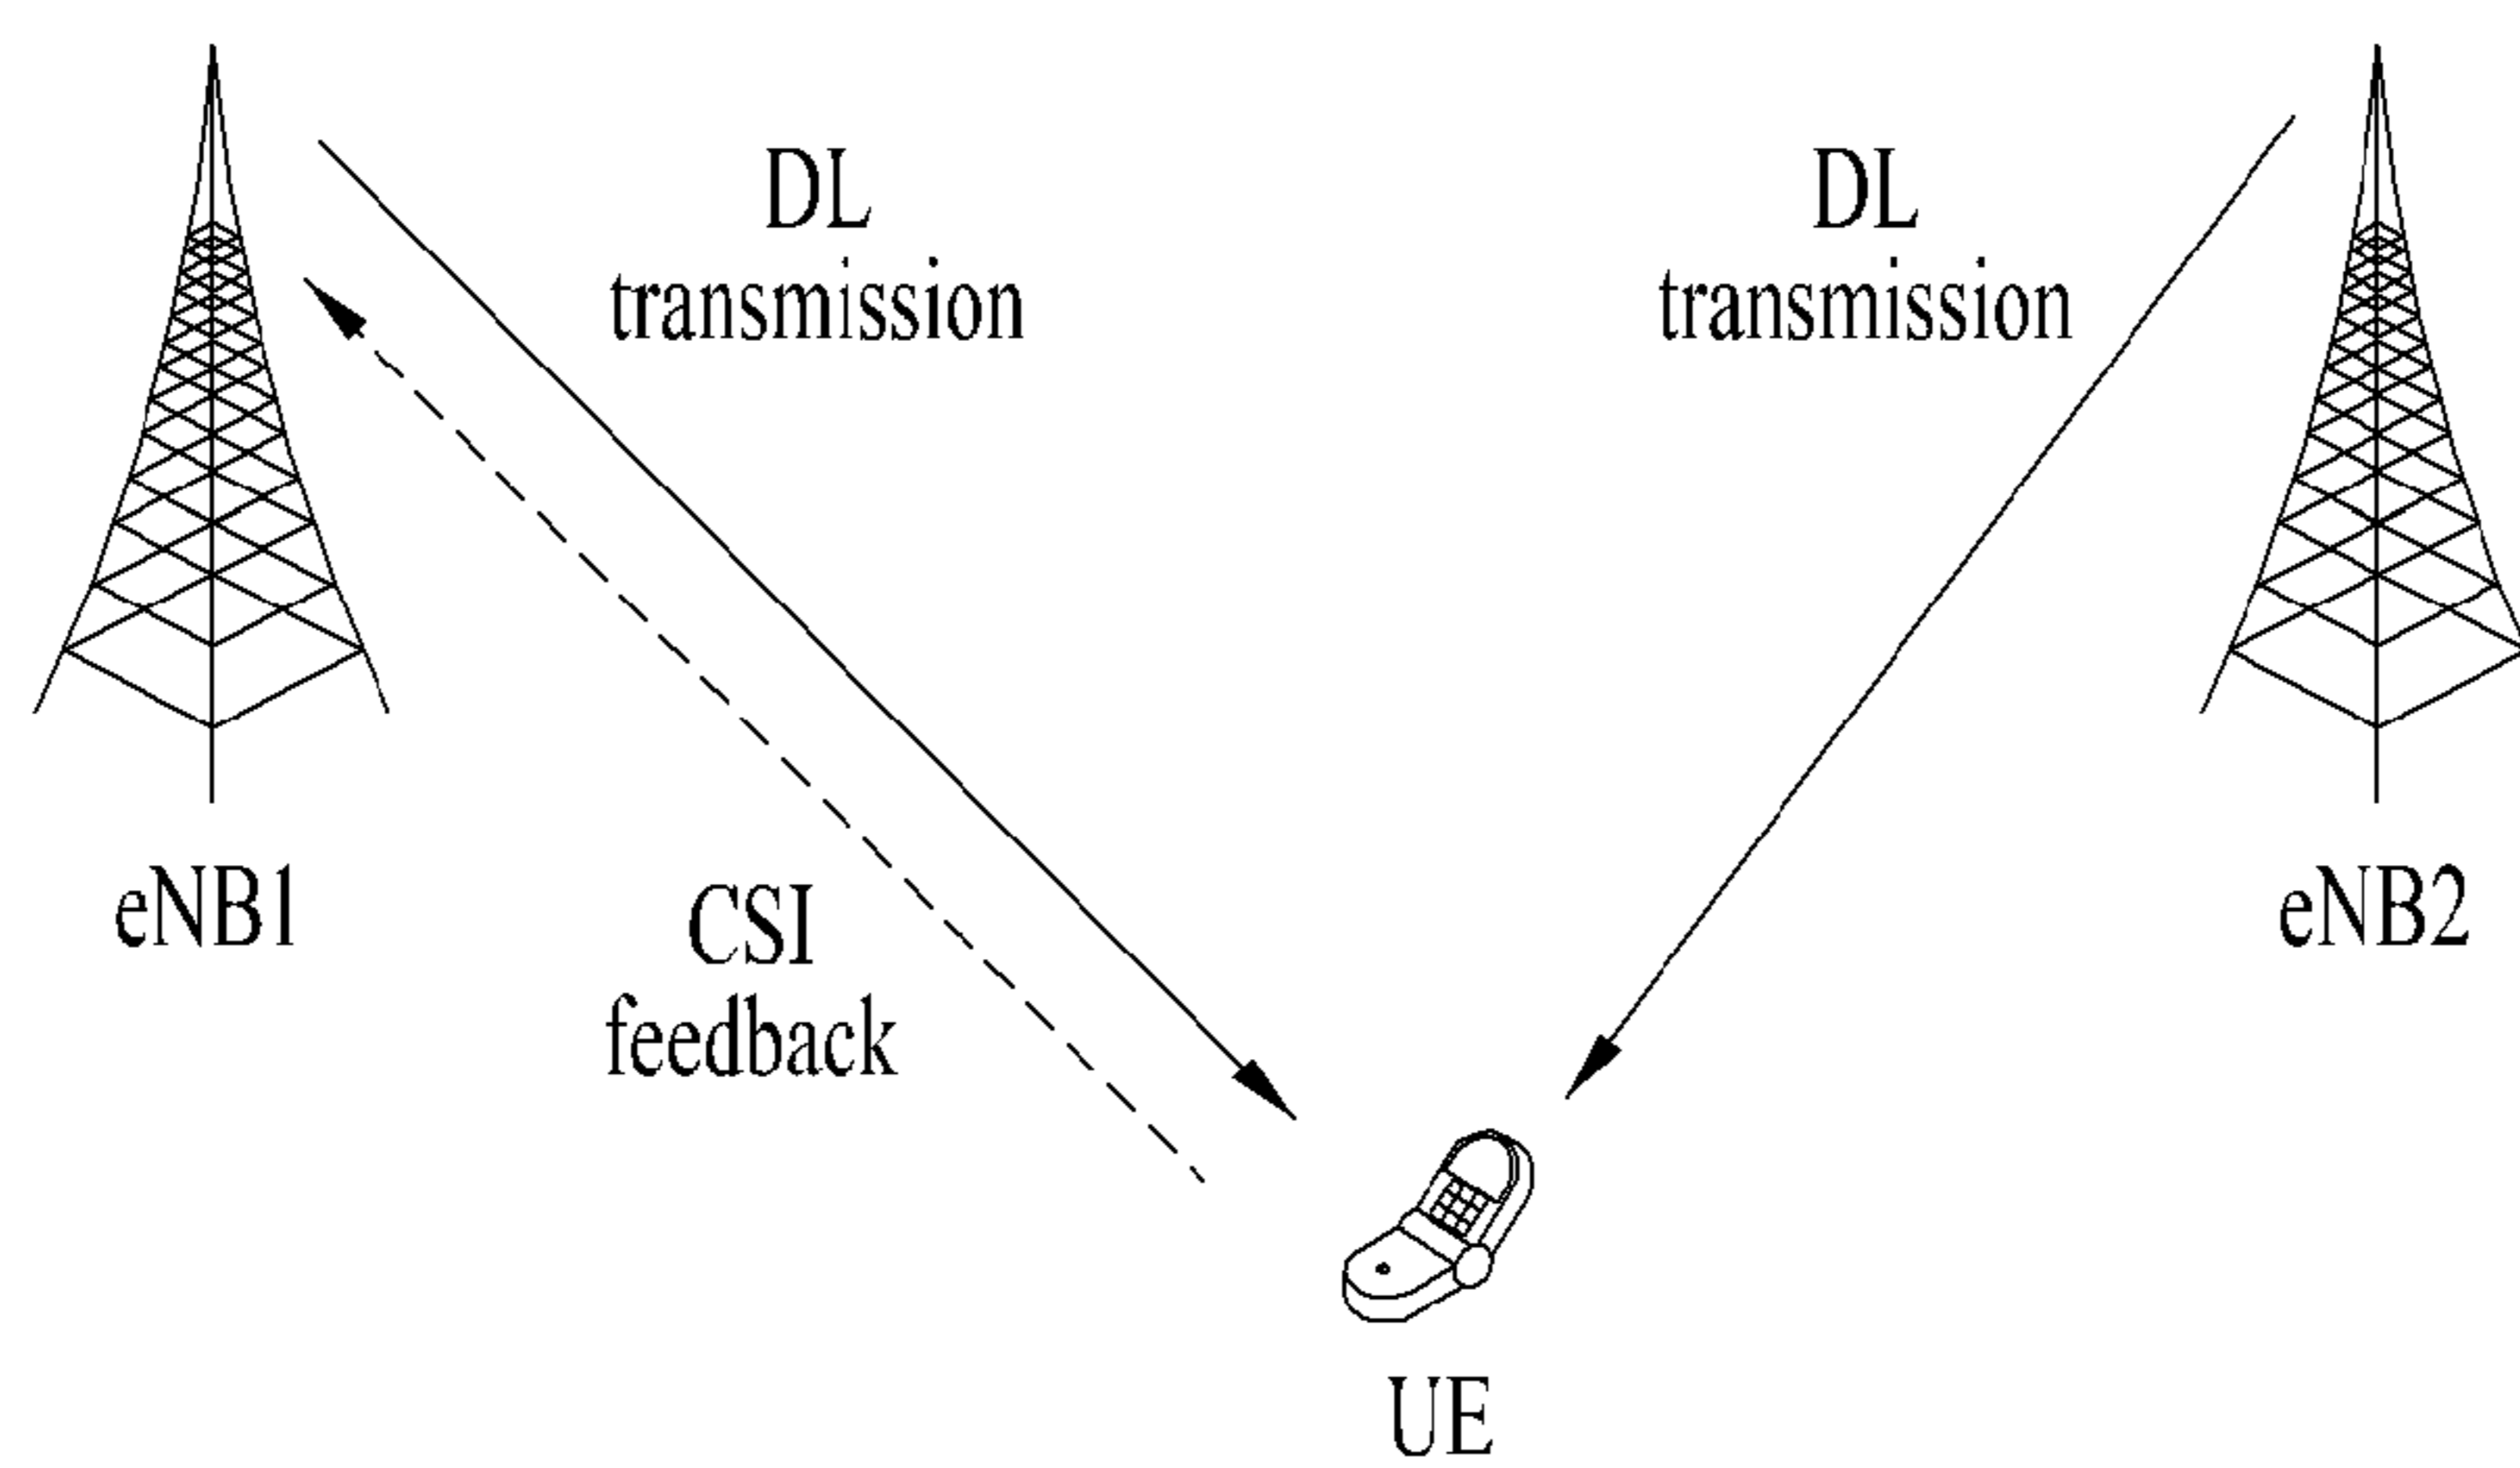 DL
transmission
DL
transmission
eNB1
CSI
feedback
eNB2
UE